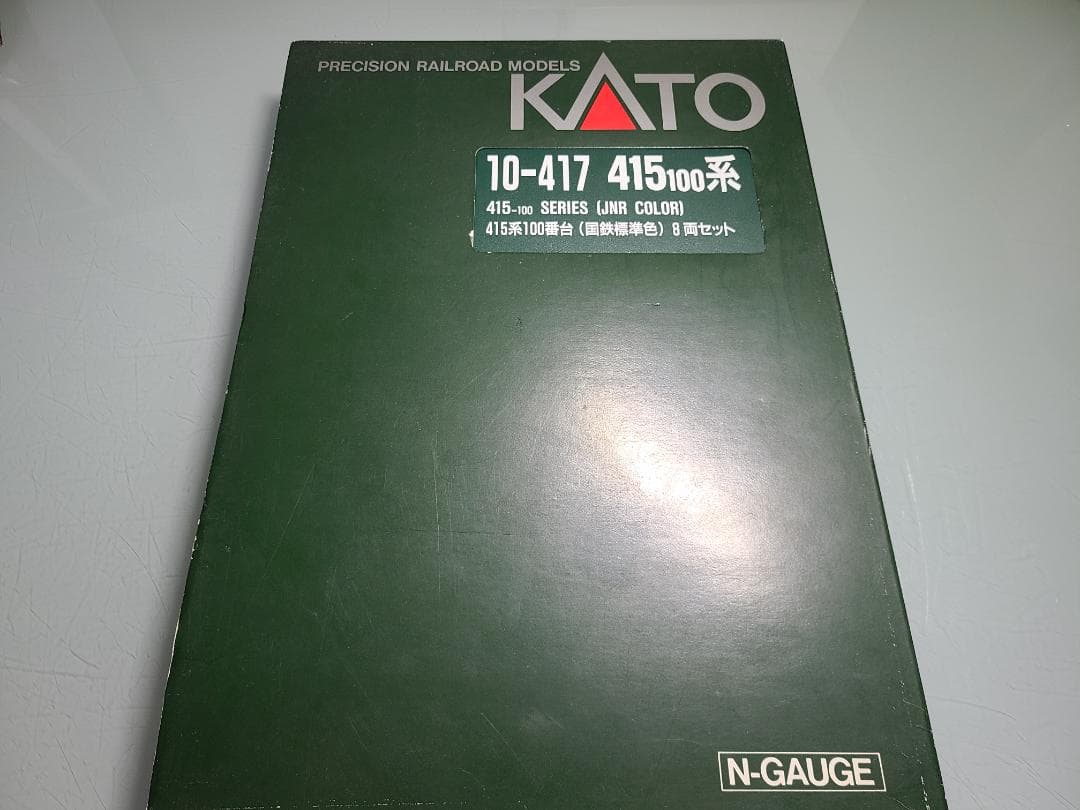 PRECISION RAILROAD MODELS
KATO
10-417 415100系
415-100 SERIES (JNR COLOR)
415系100番台(国鉄標準色) 8両セット
N-GAUGE